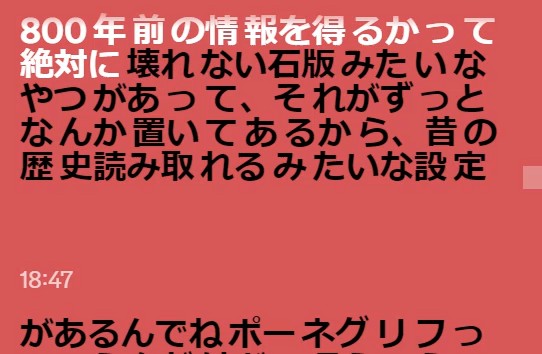 800年前の情報を得るかって
絶対に壊れない石版みたいな
やつがあって、それがずっと
なんか置いてあるから、昔の
歴史読み取れるみたいな設定
18:47
があるんでねポーネグリフっ